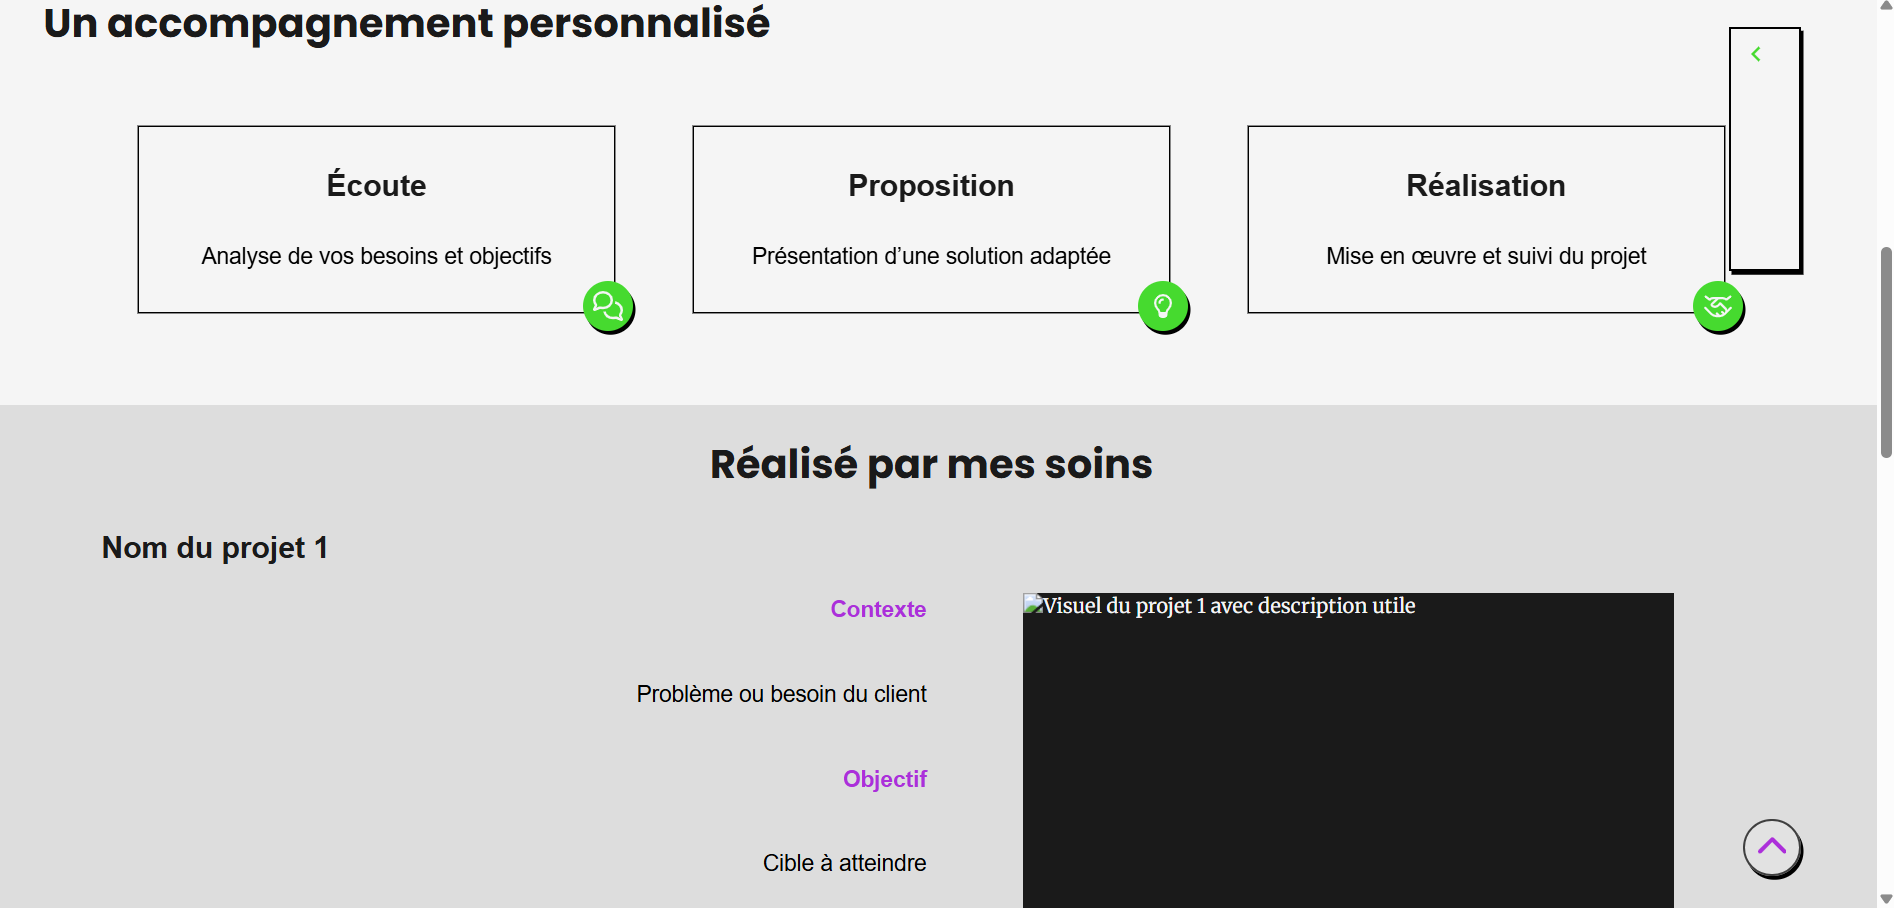 Un accompagnement personnalisé
Écoute
Analyse de vos besoins et objectifs
Proposition
Présentation d’une solution adaptée
Réalisation
Mise en œuvre et suivi du projet
Réalisé par mes soins
Nom du projet 1
Contexte
Problème ou besoin du client
Objectif
Cible à atteindre
Visuel du projet 1 avec description utile